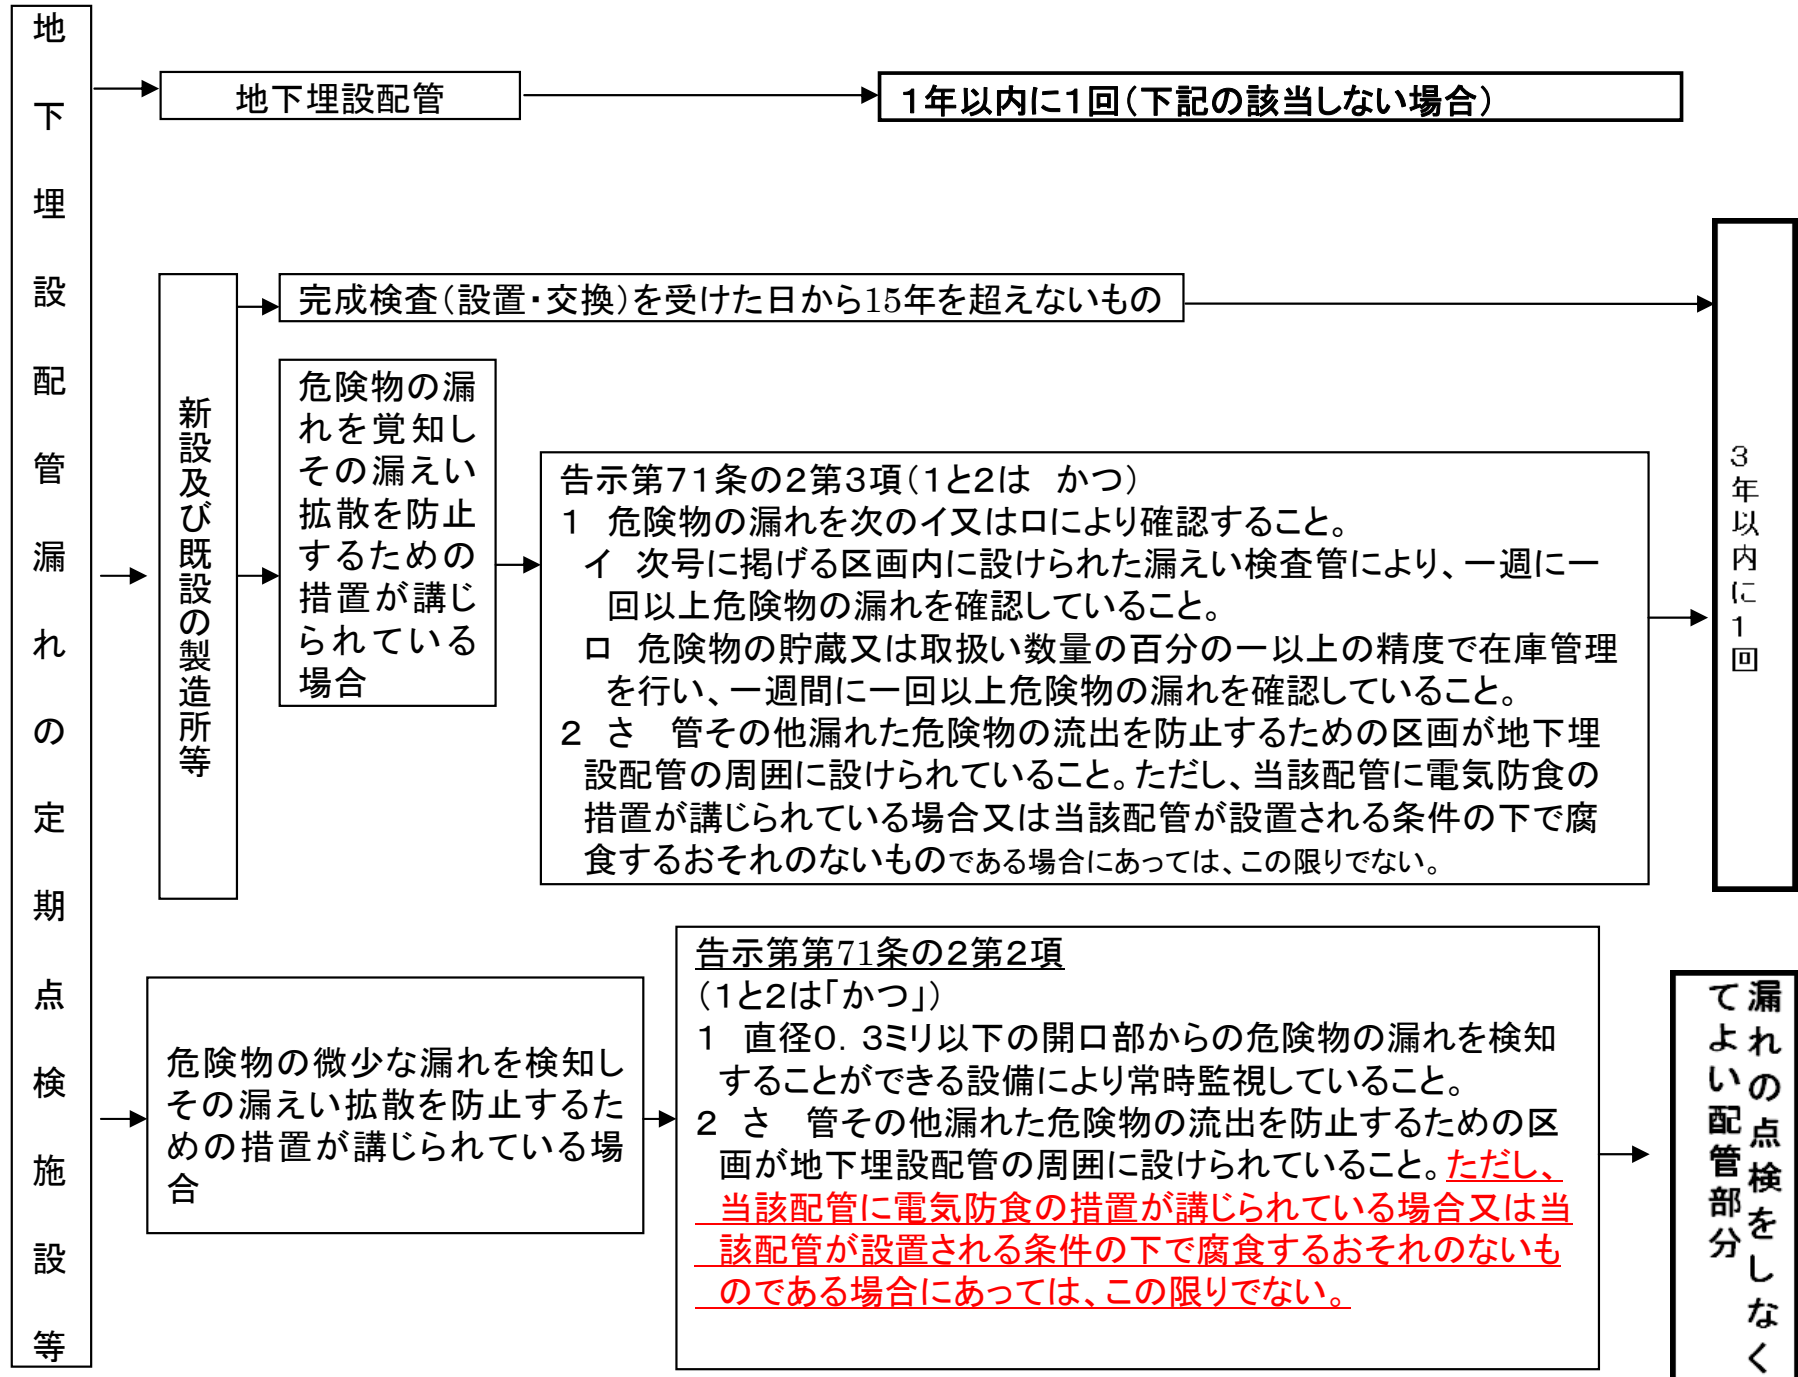 地下埋設配管漏れの定期点検施設等
地下埋設配管
1年以内に1回(下記の該当しない場合)
新設及び既設の製造所等
完成検査(設置・交換)を受けた日から15年を超えないもの
危険物の漏
れを覚知し
その漏えい
拡散を防止
するための
措置が講じ
られている
場合
告示第71条の2第3項(1と2は　かつ)
1　危険物の漏れを次のイ又はロにより確認すること。
イ　次号に掲げる区画内に設けられた漏えい検査管により、一週に一
回以上危険物の漏れを確認していること。
ロ　危険物の貯蔵又は取扱い数量の百分の一以上の精度で在庫管理
を行い、一週間に一回以上危険物の漏れを確認していること。
2　さ　管その他漏れた危険物の流出を防止するための区画が地下埋
設配管の周囲に設けられていること。ただし、当該配管に電気防食の
措置が講じられている場合又は当該配管が設置される条件の下で腐
食するおそれのないものである場合にあっては、この限りでない。
3年以内に1回
危険物の微少な漏れを検知し
その漏えい拡散を防止するた
めの措置が講じられている場
合
告示第第71条の2第2項
(1と2は「かつ」)
1　直径0．3ミリ以下の開口部からの危険物の漏れを検知
することができる設備により常時監視していること。
2　さ　管その他漏れた危険物の流出を防止するための区
画が地下埋設配管の周囲に設けられていること。ただし、
当該配管に電気防食の措置が講じられている場合又は当
該配管が設置される条件の下で腐食するおそれのないも
のである場合にあっては、この限りでない。
漏れの点検をしなく
てよい配管部分